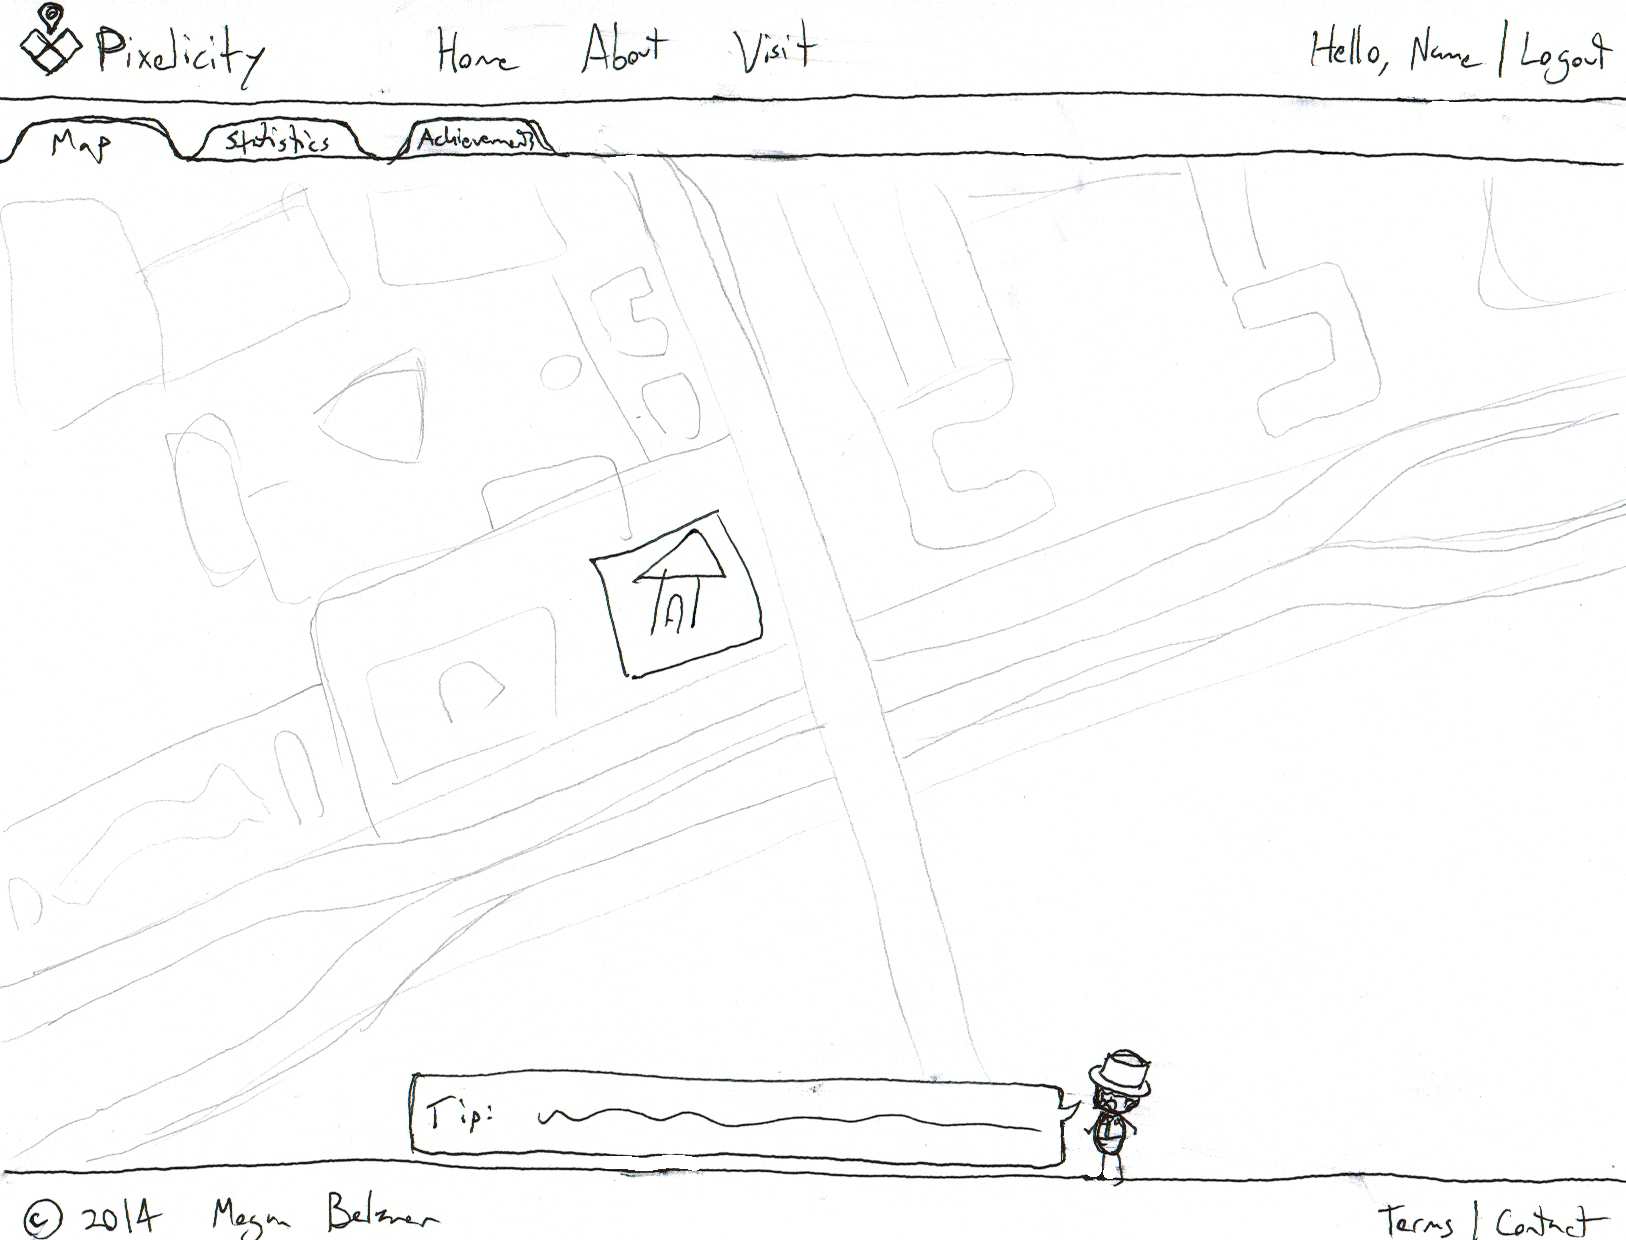 Pixelicity Home About Visit Hello, Name | Logout
Map Statistics Achievements
Tip:
© 2014 Megan Belzner
Terms | Contact